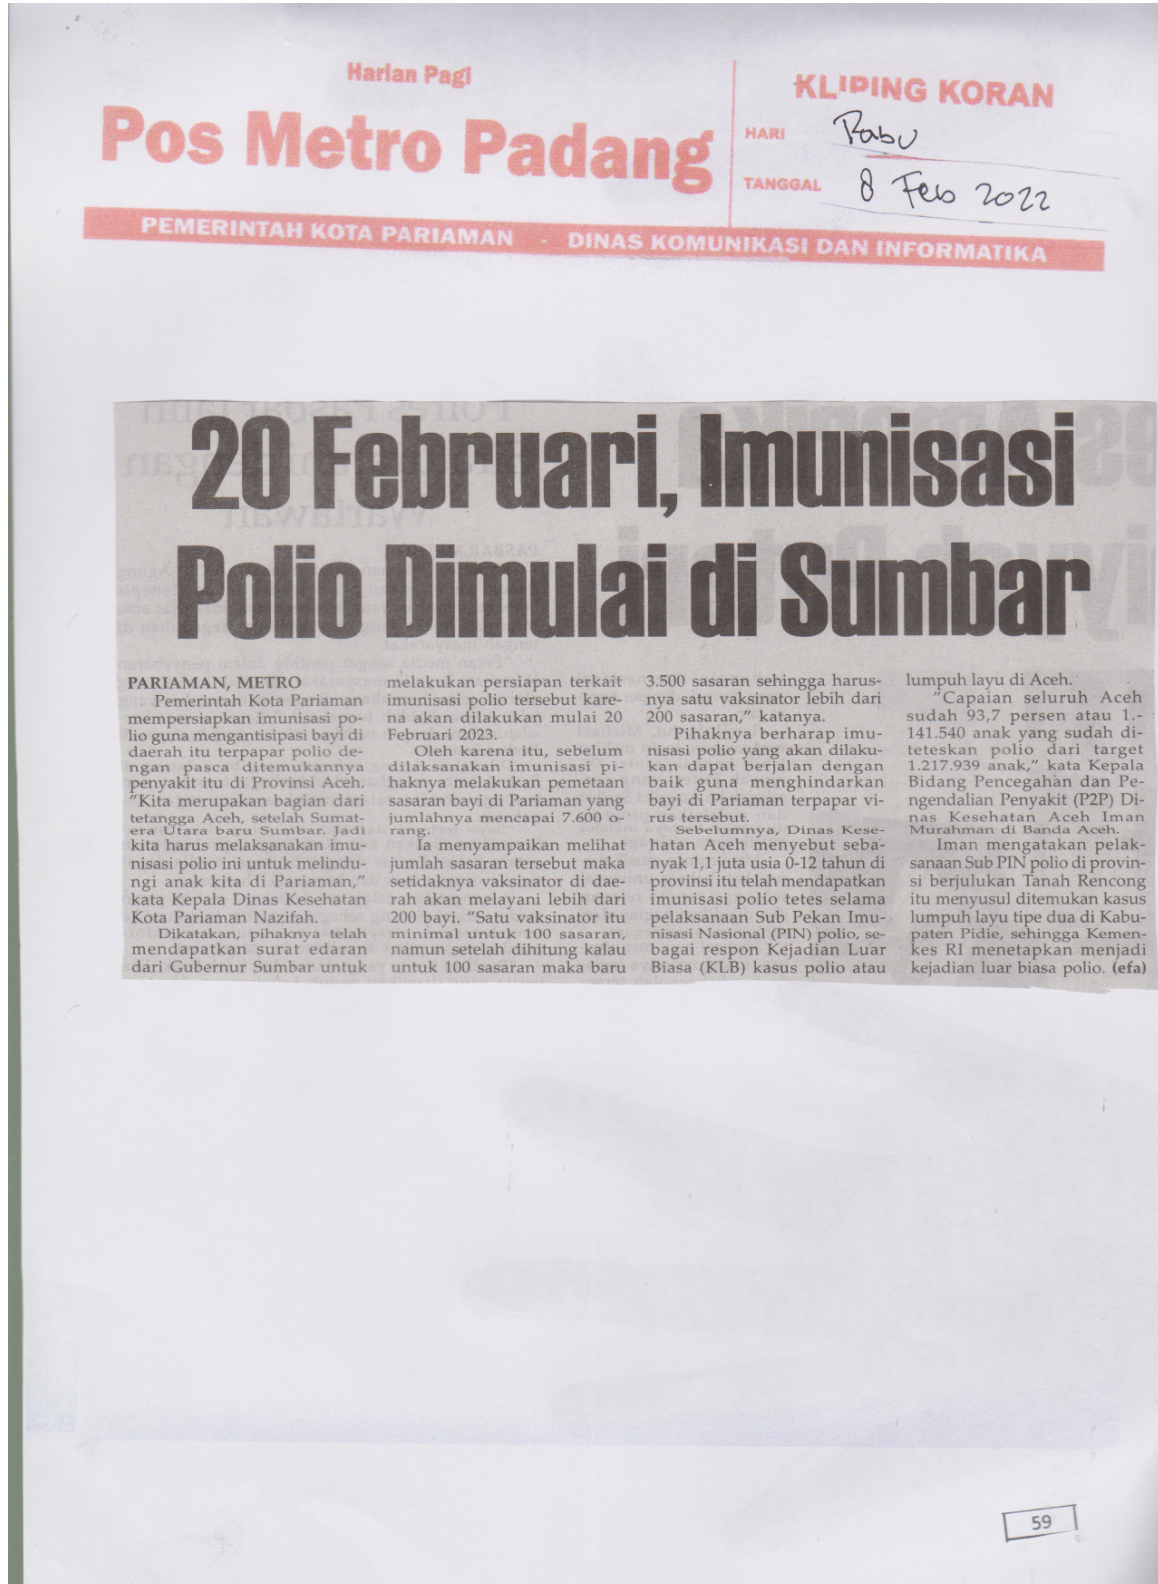 Harian Pagi
Pos Metro Padang
KLIPING KORAN
HARI Rabu
TANGGAL 8 Feb 2022
PEMERINTAH KOTA PARIAMAN - DINAS KOMUNIKASI DAN INFORMATIKA
20 Februari, Imunisasi
Polio Dimulai di Sumbar
PARIAMAN, METRO
Pemerintah Kota Pariaman
mempersiapkan imunisasi po-
lio guna mengantisipasi bayi di
daerah itu terpapar polio de-
ngan pasca ditemukannya
penyakit itu di Provinsi Aceh.
"Kita merupakan bagian dari
tetangga Aceh, setelah Sumat-
era Utara baru Sumbar. Jadi
kita harus melaksanakan imu-
nisasi polio ini untuk melindu-
ngi anak kita di Pariaman,"
kata Kepala Dinas Kesehatan
Kota Pariaman Nazifah.
Dikatakan, pihaknya telah
mendapatkan surat edaran
dari Gubernur Sumbar untuk
melakukan persiapan terkait
imunisasi polio tersebut kare-
na akan dilakukan mulai 20
Februari 2023.
Oleh karena itu, sebelum
dilaksanakan imunisasi pi-
haknya melakukan pemetaan
sasaran bayi di Pariaman yang
jumlahnya mencapai 7.600 o-
rang.
Ia menyampaikan melihat
jumlah sasaran tersebut maka
setidaknya vaksinator di dae-
rah akan melayani lebih dari
200 bayi. "Satu vaksinator itu
minimal untuk 100 sasaran,
namun setelah dihitung kalau
untuk 100 sasaran maka baru
3.500 sasaran sehingga harus-
nya satu vaksinator lebih dari
200 sasaran," katanya.
Pihaknya berharap imu-
nisasi polio yang akan dilaku-
kan dapat berjalan dengan
baik guna menghindarkan
bayi di Pariaman terpapar vi-
rus tersebut.
Sebelumnya, Dinas Kese-
hatan Aceh menyebut seba-
nyak 1,1 juta usia 0-12 tahun di
provinsi itu telah mendapatkan
imunisasi polio tetes selama
pelaksanaan Sub Pekan Imu-
nisasi Nasional (PIN) polio, se-
bagai respon Kejadian Luar
Biasa (KLB) kasus polio atau
lumpuh layu di Aceh.
"Capaian seluruh Aceh
sudah 93,7 persen atau 1.-
141.540 anak yang sudah di-
teteskan polio dari target
1.217.939 anak," kata Kepala
Bidang Pencegahan dan Pe-
ngendalian Penyakit (P2P) Di-
nas Kesehatan Aceh Iman
Murahman di Banda Aceh.
Iman mengatakan pelak-
sanaan Sub PIN polio di provin-
si berjulukan Tanah Rencong
itu menyusul ditemukan kasus
lumpuh layu tipe dua di Kabu-
paten Pidie, sehingga Kemen-
kes RI menetapkan menjadi
kejadian luar biasa polio. (efa)
59